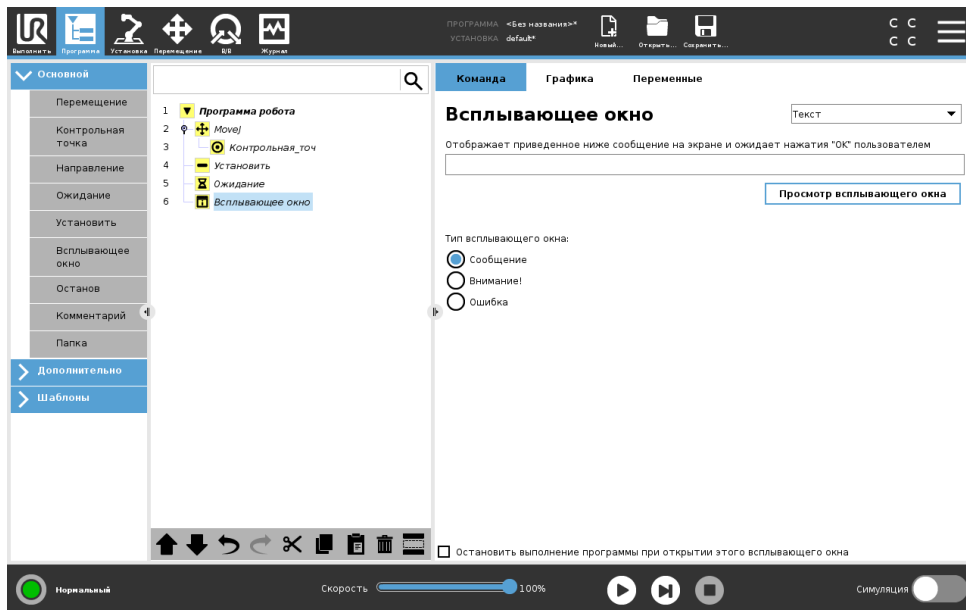 ПРОГРАММА <Без названия>*
УСТАНОВКА default*
C C
C C
Выполнить Программа Установка Перемещение В/В Журнал
Новый... Открыть... Сохранить...
Основной
Перемещение
Контрольная
точка
Направление
Ожидание
Установить
Всплывающее
окно
Останов
Комментарий
Папка
Дополнительно
Шаблоны
1 Программа робота
2 MoveJ
3 Контрольная_точ
4 Установить
5 Ожидание
6 Всплывающее окно
Команда Графика Переменные
Всплывающее окно
Текст
Отображает приведенное ниже сообщение на экране и ожидает нажатия "OK" пользователем
Просмотр всплывающего окна
Тип всплывающего окна:
Сообщение
Внимание!
Ошибка
Остановить выполнение программы при открытии этого всплывающего окна
Нормальный
Скорость 100%
Симуляция